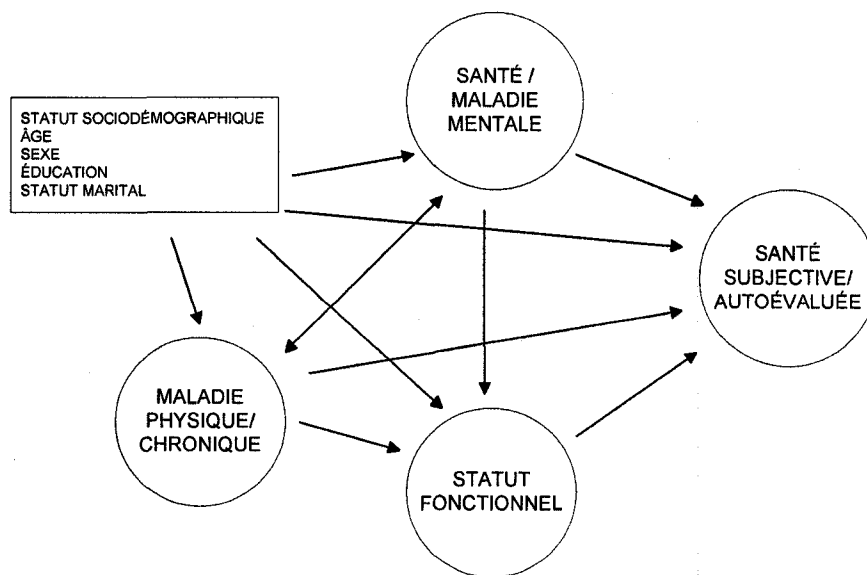 SANTÉ /
MALADIE
MENTALE
STATUT SOCIODÉMOGRAPHIQUE
ÂGE
SEXE
ÉDUCATION
STATUT MARITAL
SANTÉ
SUBJECTIVE/
AUTOÉVALUÉE
MALADIE
PHYSIQUE/
CHRONIQUE
STATUT
FONCTIONNEL